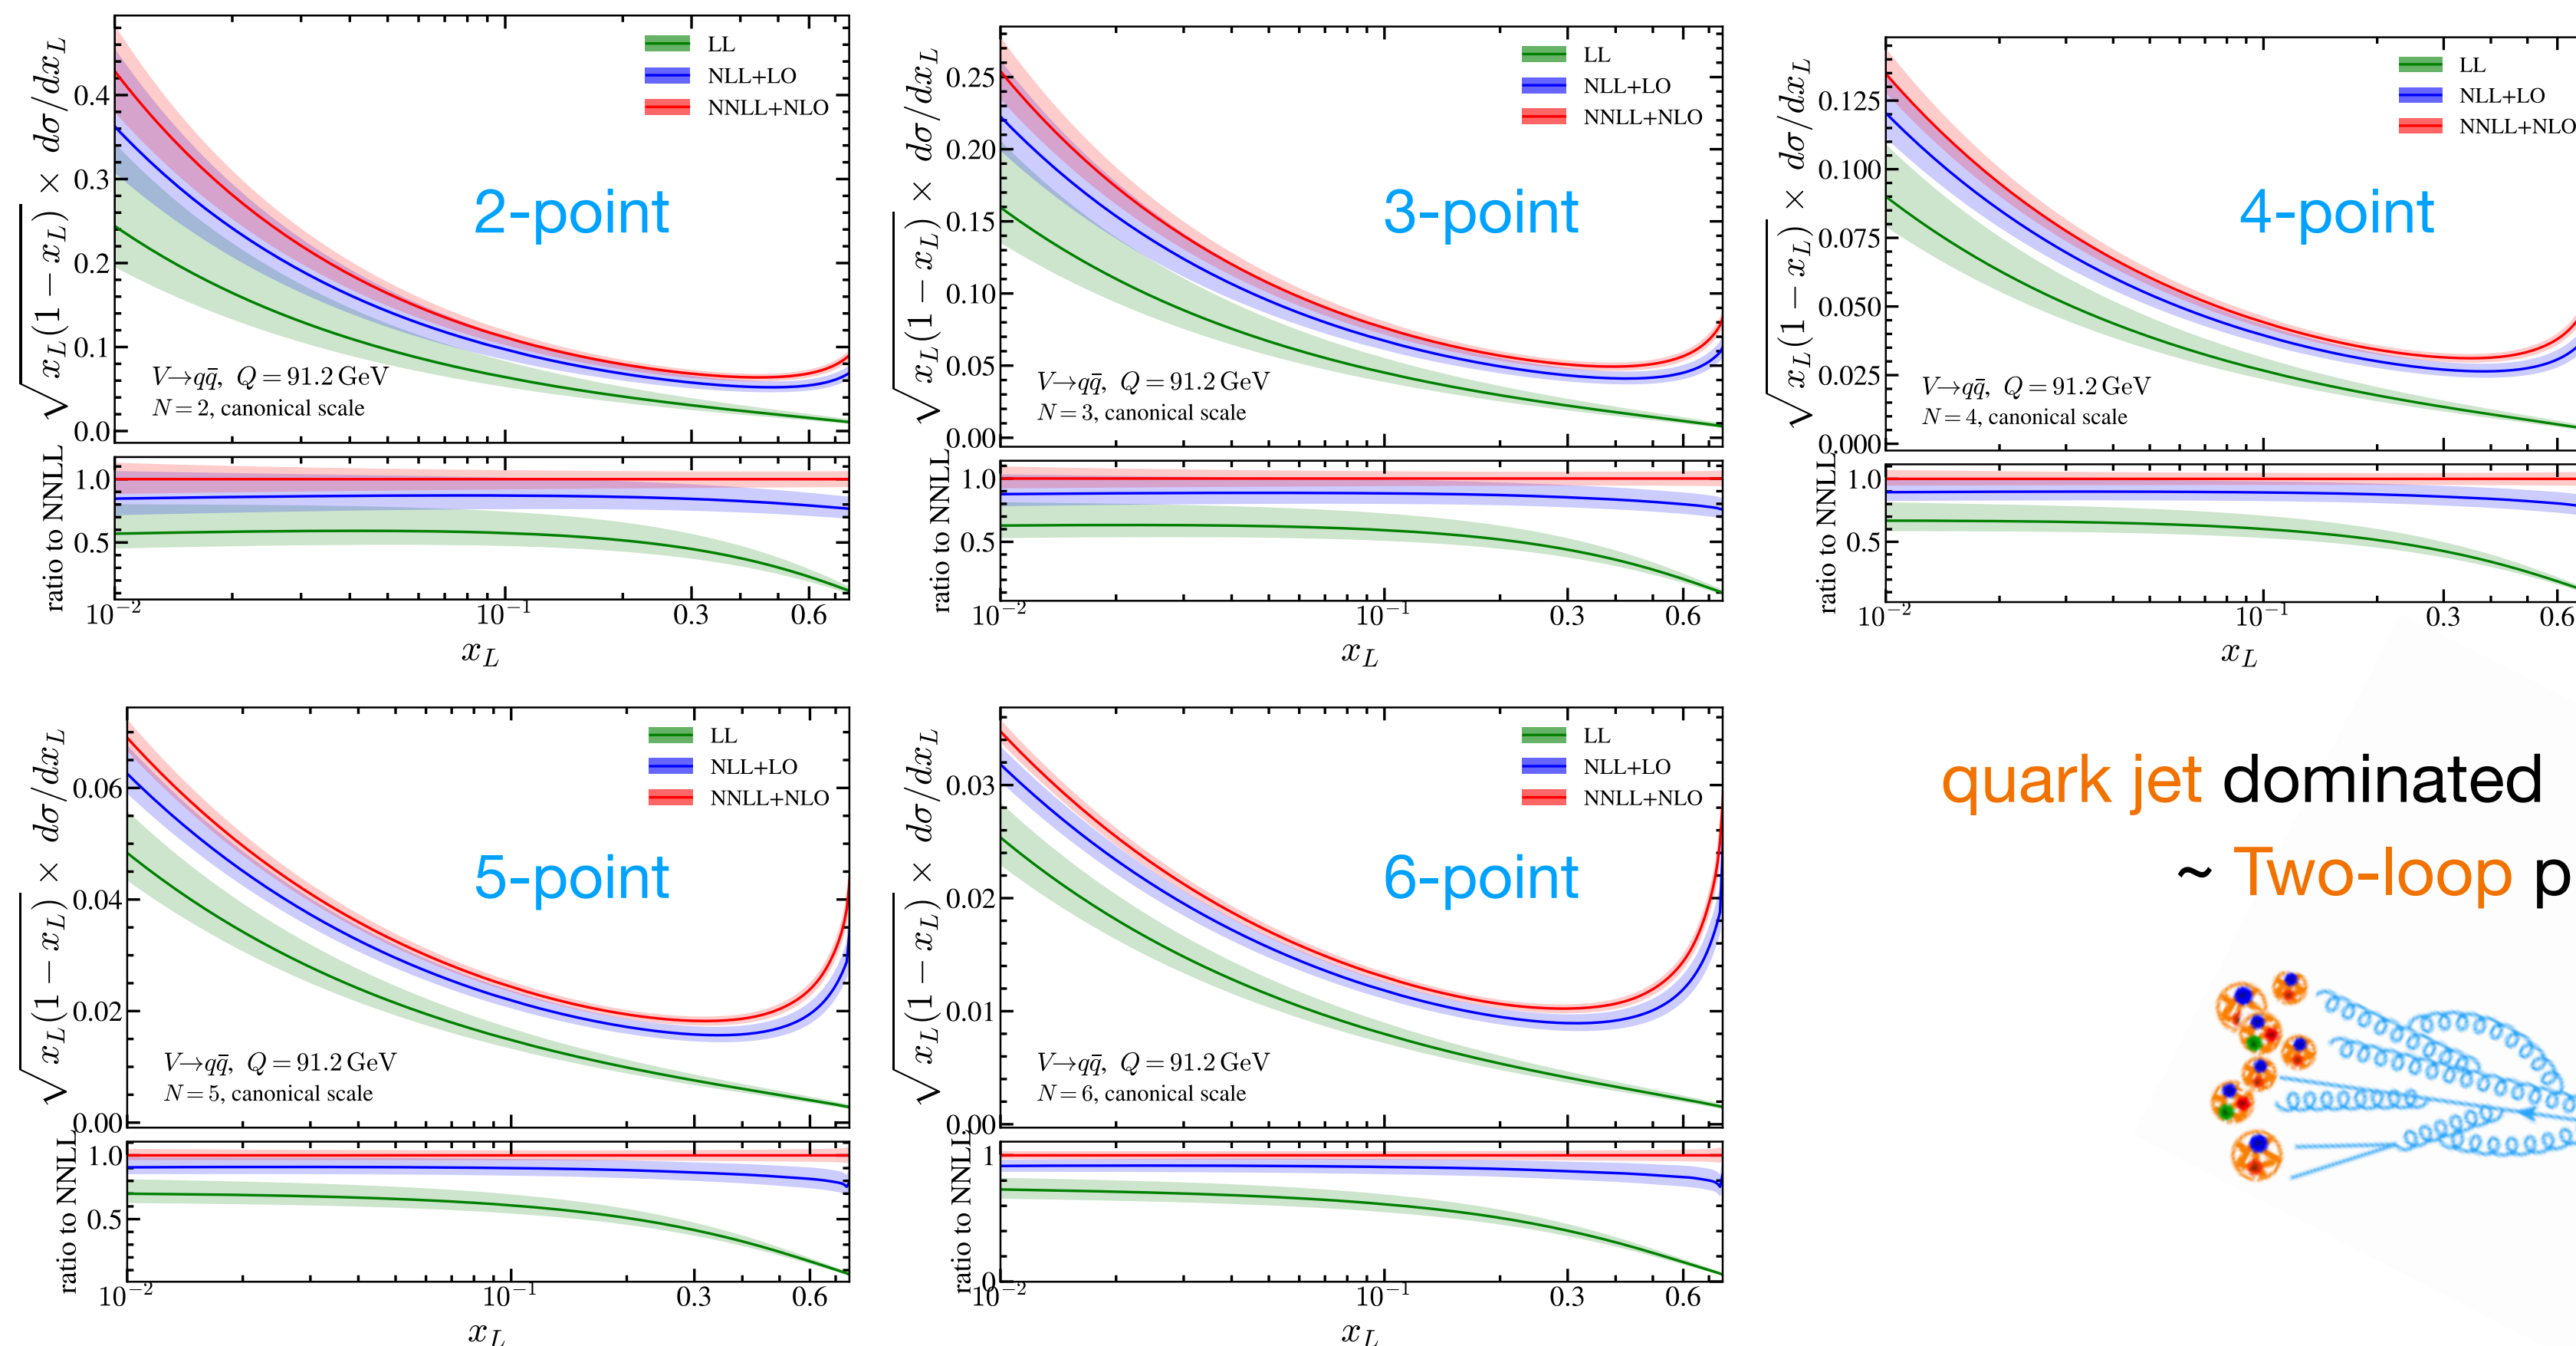 √x_L(1 − x_L) × dσ/dx_L
0.4
0.3
0.2
0.1
0.0
LL
NLL+LO
NNLL+NLO
2-point
V→qq̄, Q = 91.2 GeV
N = 2, canonical scale
ratio to NNLL
1.0
0.5
10⁻² 10⁻¹ 0.3 0.6
x_L
√x_L(1 − x_L) × dσ/dx_L
0.25
0.20
0.15
0.10
0.05
0.00
LL
NLL+LO
NNLL+NLO
3-point
V→qq̄, Q = 91.2 GeV
N = 3, canonical scale
ratio to NNLL
1.0
0.5
10⁻² 10⁻¹ 0.3 0.6
x_L
√x_L(1 − x_L) × dσ/dx_L
0.125
0.100
0.075
0.050
0.025
0.000
LL
NLL+LO
NNLL+NLO
4-point
V→qq̄, Q = 91.2 GeV
N = 4, canonical scale
ratio to NNLL
1.0
0.5
10⁻² 10⁻¹ 0.3 0.6
x_L
√x_L(1 − x_L) × dσ/dx_L
0.06
0.04
0.02
0.00
LL
NLL+LO
NNLL+NLO
5-point
V→qq̄, Q = 91.2 GeV
N = 5, canonical scale
ratio to NNLL
1.0
0.5
10⁻² 10⁻¹ 0.3 0.6
x_L
√x_L(1 − x_L) × dσ/dx_L
0.03
0.02
0.01
0.00
LL
NLL+LO
NNLL+NLO
6-point
V→qq̄, Q = 91.2 GeV
N = 6, canonical scale
ratio to NNLL
1
0
10⁻² 10⁻¹ 0.3 0.6
x_L
quark jet dominated
~ Two-loop p